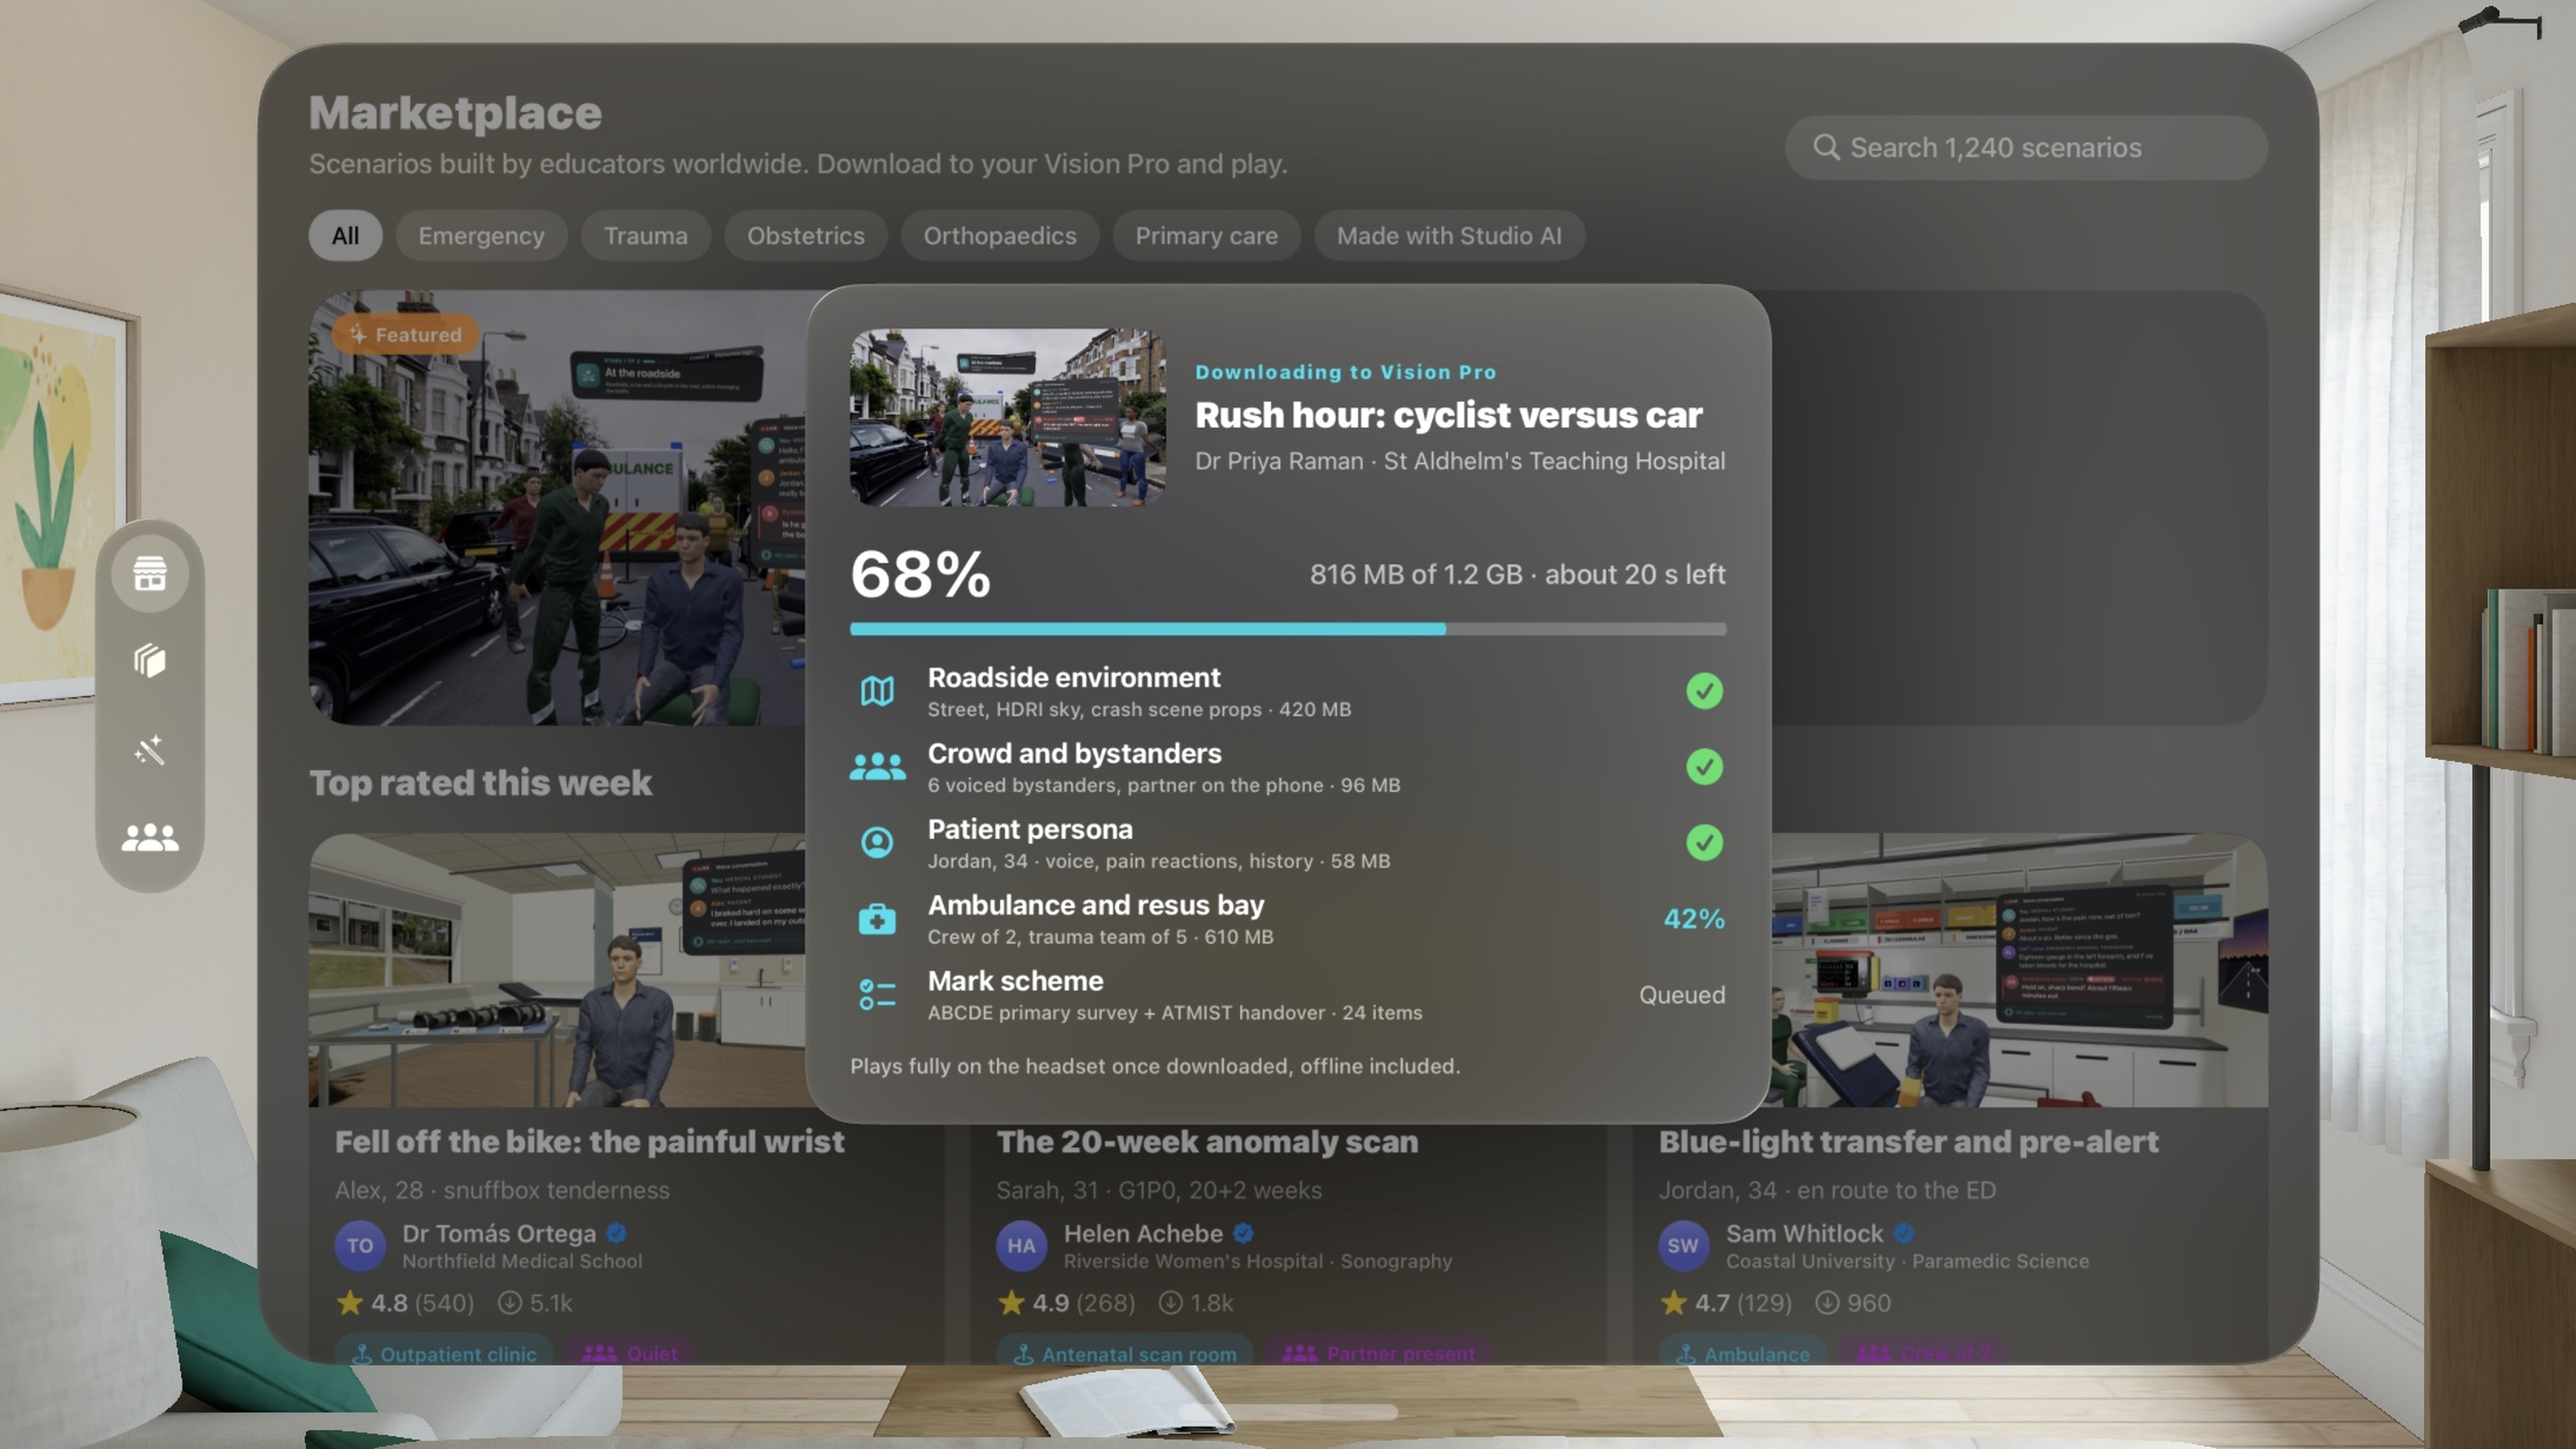 Marketplace
Scenarios built by educators worldwide. Download to your Vision Pro and play.
Search 1,240 scenarios
All
Emergency
Trauma
Obstetrics
Orthopaedics
Primary care
Made with Studio AI
Featured
At the roadside
BULANCE
Downloading to Vision Pro
Rush hour: cyclist versus car
Dr Priya Raman · St Aldhelm's Teaching Hospital
68%
816 MB of 1.2 GB · about 20 s left
Roadside environment
Street, HDRI sky, crash scene props · 420 MB
Crowd and bystanders
6 voiced bystanders, partner on the phone · 96 MB
Patient persona
Jordan, 34 · voice, pain reactions, history · 58 MB
Ambulance and resus bay
Crew of 2, trauma team of 5 · 610 MB
42%
Mark scheme
ABCDE primary survey + ATMIST handover · 24 items
Queued
Plays fully on the headset once downloaded, offline included.
Top rated this week
What happened exactly?
Fell off the bike: the painful wrist
Alex, 28 · snuffbox tenderness
TO
Dr Tomás Ortega
Northfield Medical School
4.8 (540)
5.1k
Outpatient clinic
Quiet
The 20-week anomaly scan
Sarah, 31 · G1P0, 20+2 weeks
HA
Helen Achebe
Riverside Women's Hospital · Sonography
4.9 (268)
1.8k
Antenatal scan room
Partner present
Blue-light transfer and pre-alert
Jordan, 34 · en route to the ED
SW
Sam Whitlock
Coastal University · Paramedic Science
4.7 (129)
960
Ambulance
Crew of 2